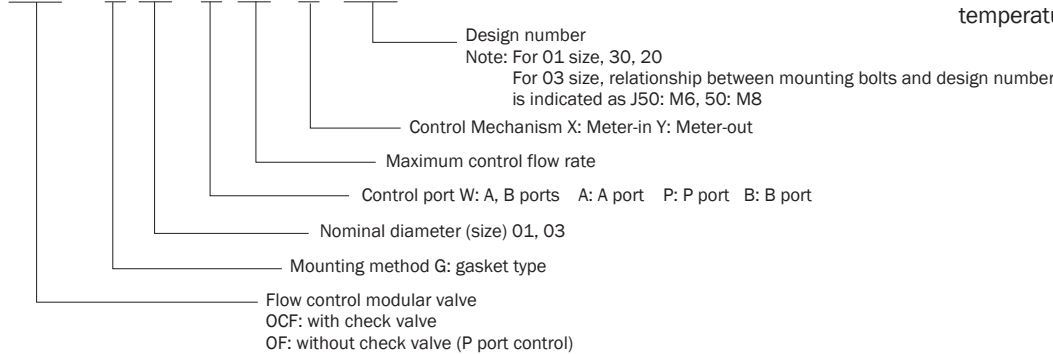 temperatu
Design number
Note: For 01 size, 30, 20
For 03 size, relationship between mounting bolts and design number
is indicated as J50: M6, 50: M8
Control Mechanism X: Meter-in Y: Meter-out
Maximum control flow rate
Control port W: A, B ports A: A port P: P port B: B port
Nominal diameter (size) 01, 03
Mounting method G: gasket type
Flow control modular valve
OCF: with check valve
OF: without check valve (P port control)